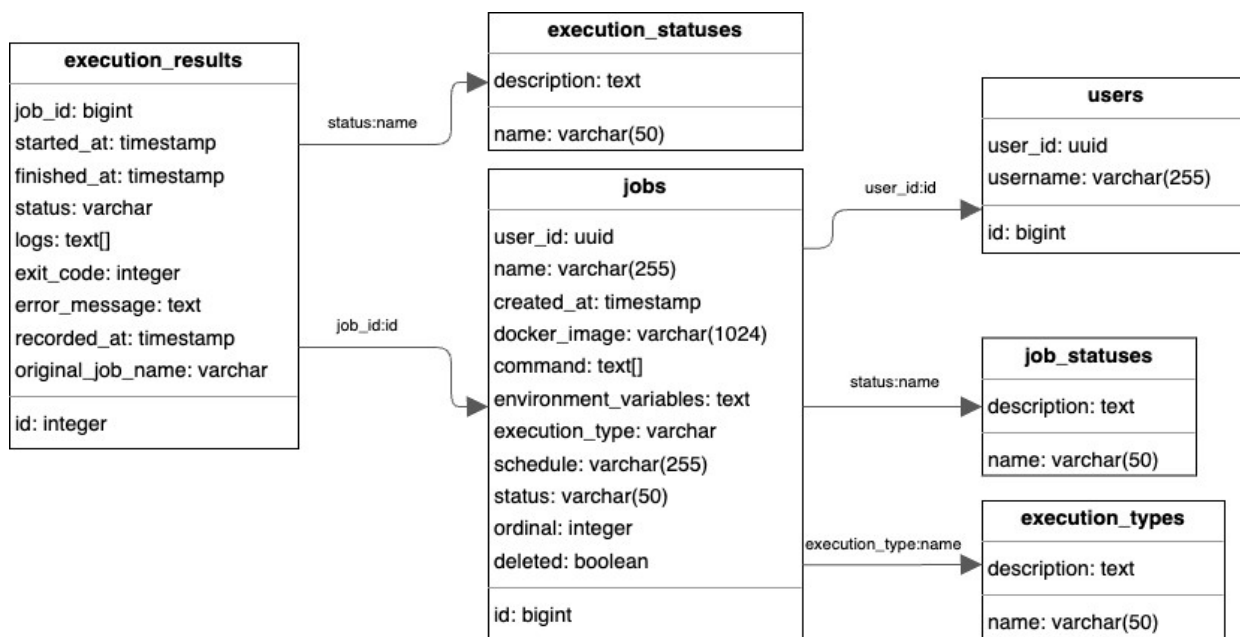 execution_results
job_id: bigint
started_at: timestamp
finished_at: timestamp
status: varchar
logs: text[]
exit_code: integer
error_message: text
recorded_at: timestamp
original_job_name: varchar
id: integer
status:name
job_id:id
execution_statuses
description: text
name: varchar(50)
jobs
user_id: uuid
name: varchar(255)
created_at: timestamp
docker_image: varchar(1024)
command: text[]
environment_variables: text
execution_type: varchar
schedule: varchar(255)
status: varchar(50)
ordinal: integer
deleted: boolean
id: bigint
user_id:id
status:name
execution_type:name
users
user_id: uuid
username: varchar(255)
id: bigint
job_statuses
description: text
name: varchar(50)
execution_types
description: text
name: varchar(50)